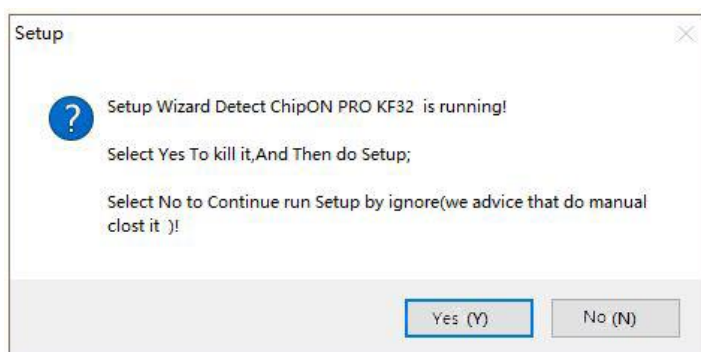 Setup
Setup Wizard Detect ChipON PRO KF32 is running!
Select Yes To kill it,And Then do Setup;
Select No to Continue run Setup by ignore(we advice that do manual
clost it )!
Yes (Y)
No (N)